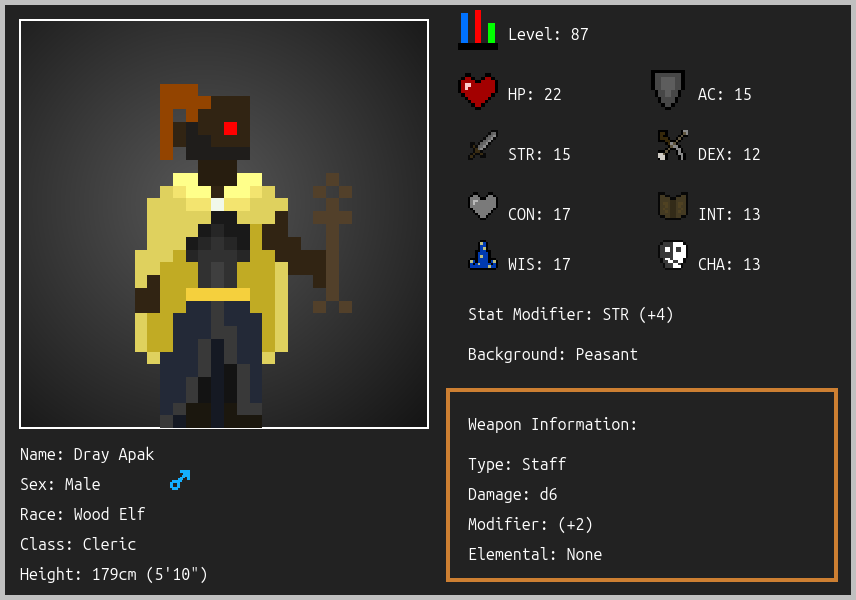 Level: 87
HP: 22
AC: 15
STR: 15
DEX: 12
CON: 17
INT: 13
WIS: 17
CHA: 13
Stat Modifier: STR (+4)
Background: Peasant
Weapon Information:
Type: Staff
Damage: d6
Modifier: (+2)
Elemental: None
Name: Dray Apak
Sex: Male
Race: Wood Elf
Class: Cleric
Height: 179cm (5'10")